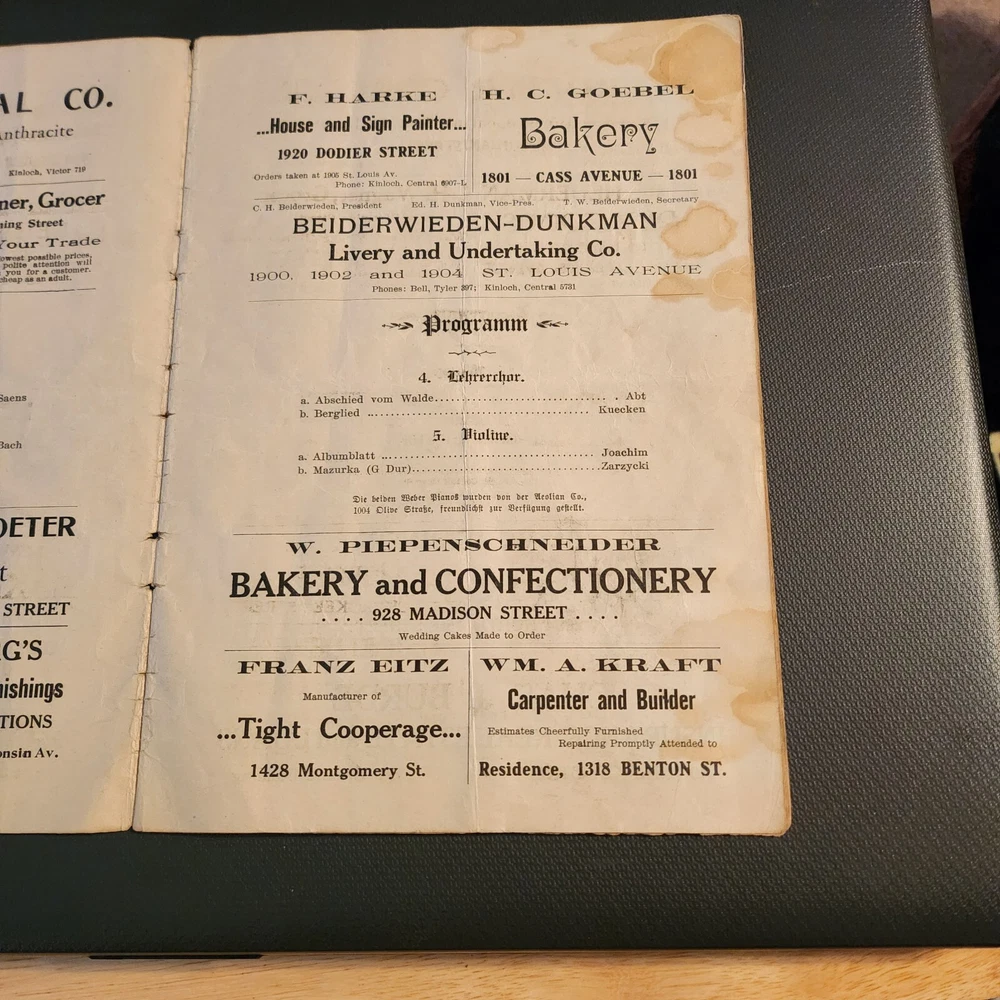 AL CO.
Anthracite
Kinloch, Victor 710
ner, Grocer
ning Street
Your Trade
lowest possible prices,
polite attention will
you for a customer.
cheap as an adult.
Saens
Bach
OETER
t
STREET
G'S
nishings
TIONS
onsin Av.
F. HARKE
...House and Sign Painter...
1920 DODIER STREET
Orders taken at 1905 St. Louis Av.
Phone: Kinloch, Central 6907-L
H. C. GOEBEL
Bakery
1801 — CASS AVENUE — 1801
C. H. Beiderwieden, President Ed. H. Dunkman, Vice-Pres. T. W. Beiderwieden, Secretary
BEIDERWIEDEN-DUNKMAN
Livery and Undertaking Co.
1900, 1902 and 1904 ST. LOUIS AVENUE
Phones: Bell, Tyler 397; Kinloch, Central 5731
Programm
4. Lehrerchor.
a. Abschied vom Walde.............................. . Abt
b. Berglied ........................................ Kuecken
5. Violine.
a. Albumblatt ........................................ Joachim
b. Mazurka (G Dur)...................................Zarzycki
Die beiden Weber Pianos wurden von der Aeolian Co.,
1004 Olive Straße, freundlichst zur Verfügung gestellt.
W. PIEPENSCHNEIDER
BAKERY and CONFECTIONERY
. . . . 928 MADISON STREET . . . .
Wedding Cakes Made to Order
FRANZ EITZ
Manufacturer of
...Tight Cooperage...
1428 Montgomery St.
WM. A. KRAFT
Carpenter and Builder
Estimates Cheerfully Furnished
Repairing Promptly Attended to
Residence, 1318 BENTON ST.